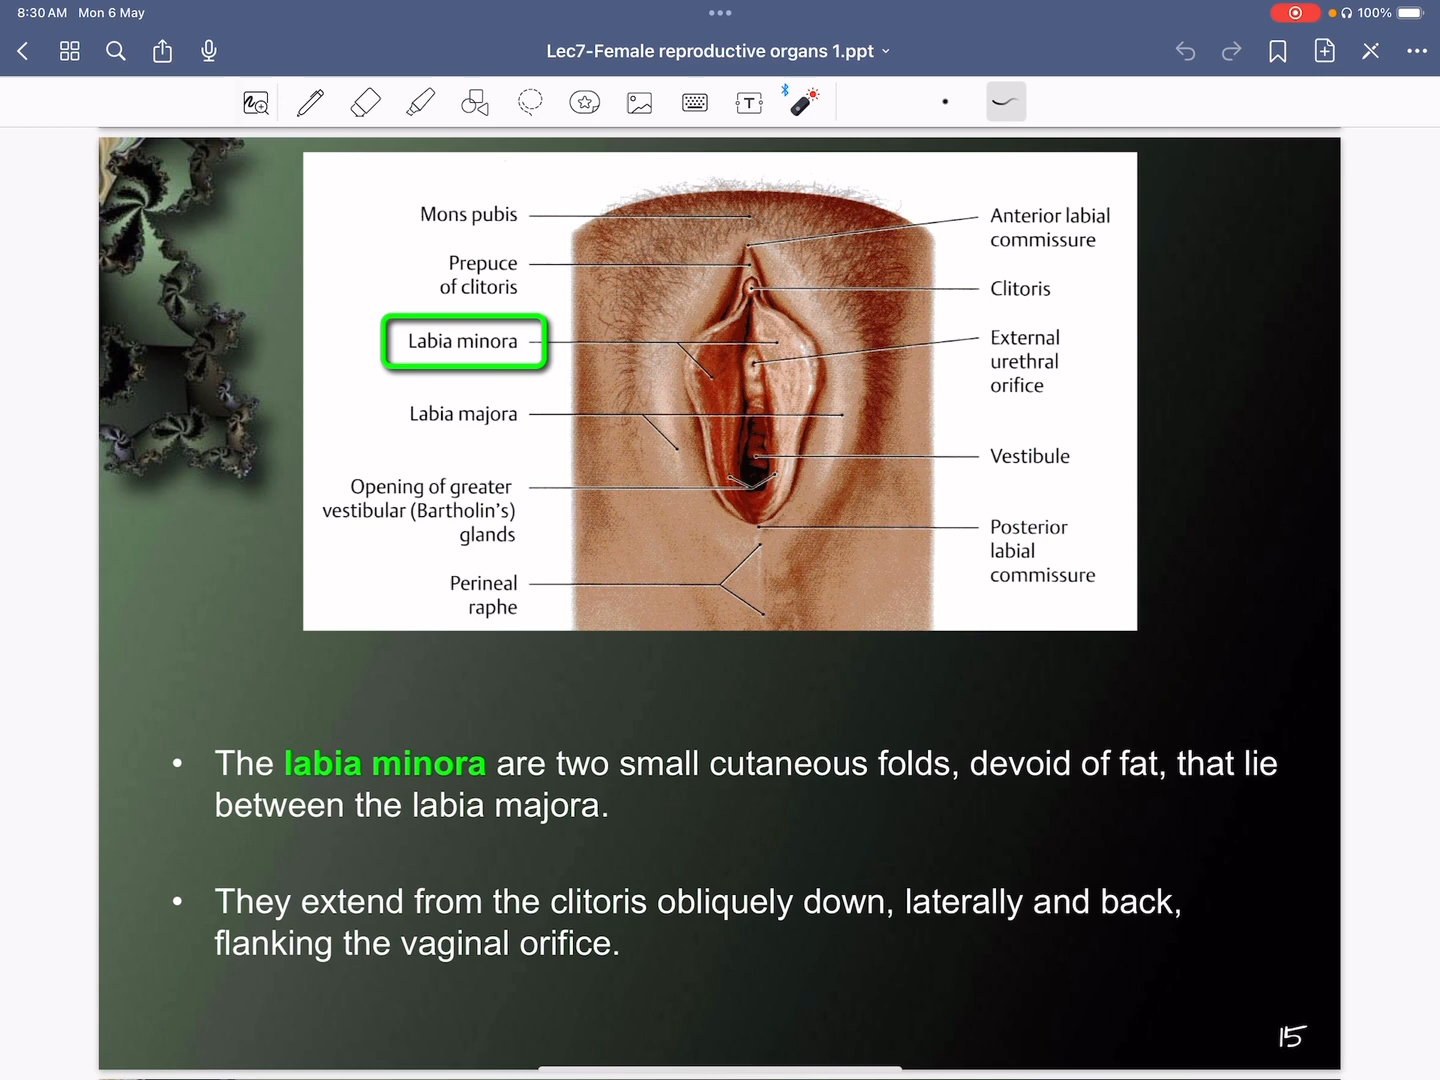 8:30 AM Mon 6 May
100%
Lec7-Female reproductive organs 1.ppt
T
Mons pubis
Prepuce
of clitoris
Labia minora
Labia majora
Opening of greater
vestibular (Bartholin's)
glands
Perineal
raphe
Anterior labial
commissure
Clitoris
External
urethral
orifice
Vestibule
Posterior
labial
commissure
• The labia minora are two small cutaneous folds, devoid of fat, that lie
between the labia majora.
• They extend from the clitoris obliquely down, laterally and back,
flanking the vaginal orifice.
15